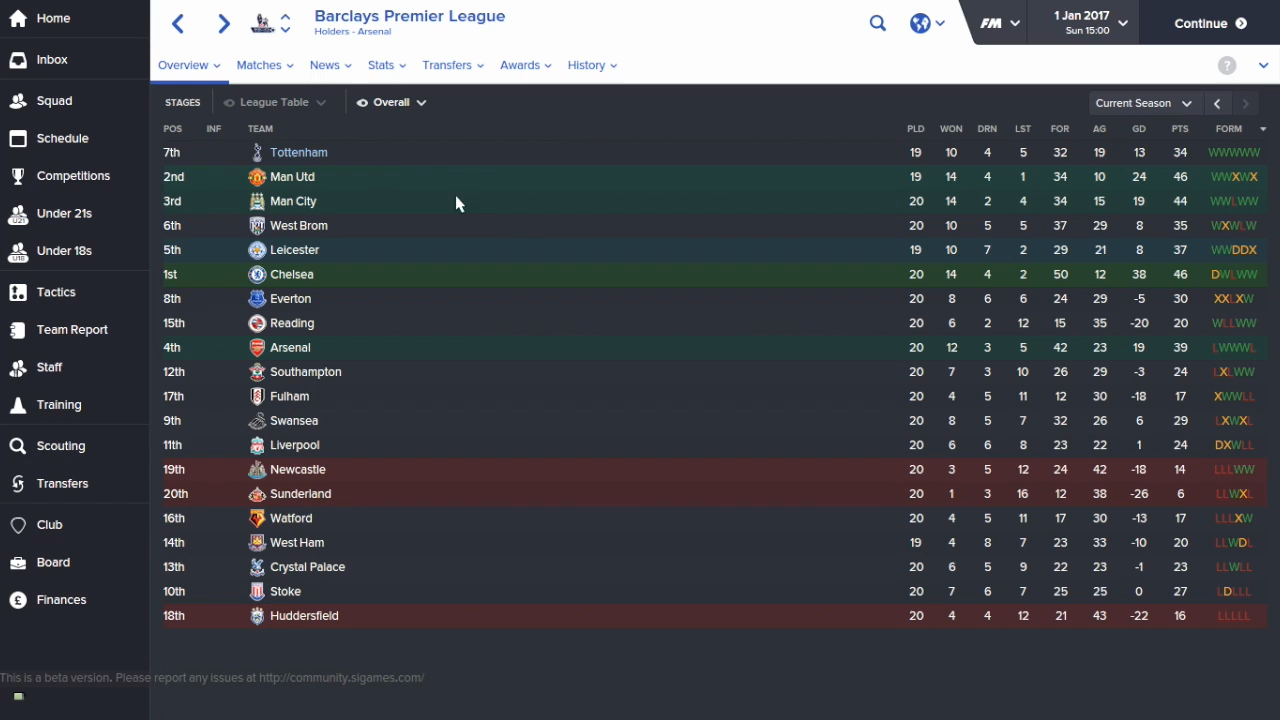 Home
Inbox
Squad
Schedule
Competitions
Under 21s
Under 18s
Tactics
Team Report
Staff
Training
Scouting
Transfers
Club
Board
Finances
Barclays Premier League
Holders - Arsenal
FM
1 Jan 2017
Sun 15:00
Continue
Overview Matches News Stats Transfers Awards History
?
STAGES League Table Overall Current Season
POS INF TEAM PLD WON DRN LST FOR AG GD PTS FORM
7th Tottenham 19 10 4 5 32 19 13 34 WWWWW
2nd Man Utd 19 14 4 1 34 10 24 46 WWXWX
3rd Man City 20 14 2 4 34 15 19 44 WWLWW
6th West Brom 20 10 5 5 37 29 8 35 WXWLW
5th Leicester 19 10 7 2 29 21 8 37 WWDDX
1st Chelsea 20 14 4 2 50 12 38 46 DWLWW
8th Everton 20 8 6 6 24 29 -5 30 XXLXW
15th Reading 20 6 2 12 15 35 -20 20 WLLWW
4th Arsenal 20 12 3 5 42 23 19 39 LWWWL
12th Southampton 20 7 3 10 26 29 -3 24 LXLWW
17th Fulham 20 4 5 11 12 30 -18 17 XWWLL
9th Swansea 20 8 5 7 32 26 6 29 LXWXL
11th Liverpool 20 6 6 8 23 22 1 24 DXWLL
19th Newcastle 20 3 5 12 24 42 -18 14 LLLWW
20th Sunderland 20 1 3 16 12 38 -26 6 LLWXL
16th Watford 20 4 5 11 17 30 -13 17 LLLXW
14th West Ham 19 4 8 7 23 33 -10 20 LLWDL
13th Crystal Palace 20 6 5 9 22 23 -1 23 LLWLL
10th Stoke 20 7 6 7 25 25 0 27 LDLLL
18th Huddersfield 20 4 4 12 21 43 -22 16 LLLLL
This is a beta version. Please report any issues at http://community.sigames.com/